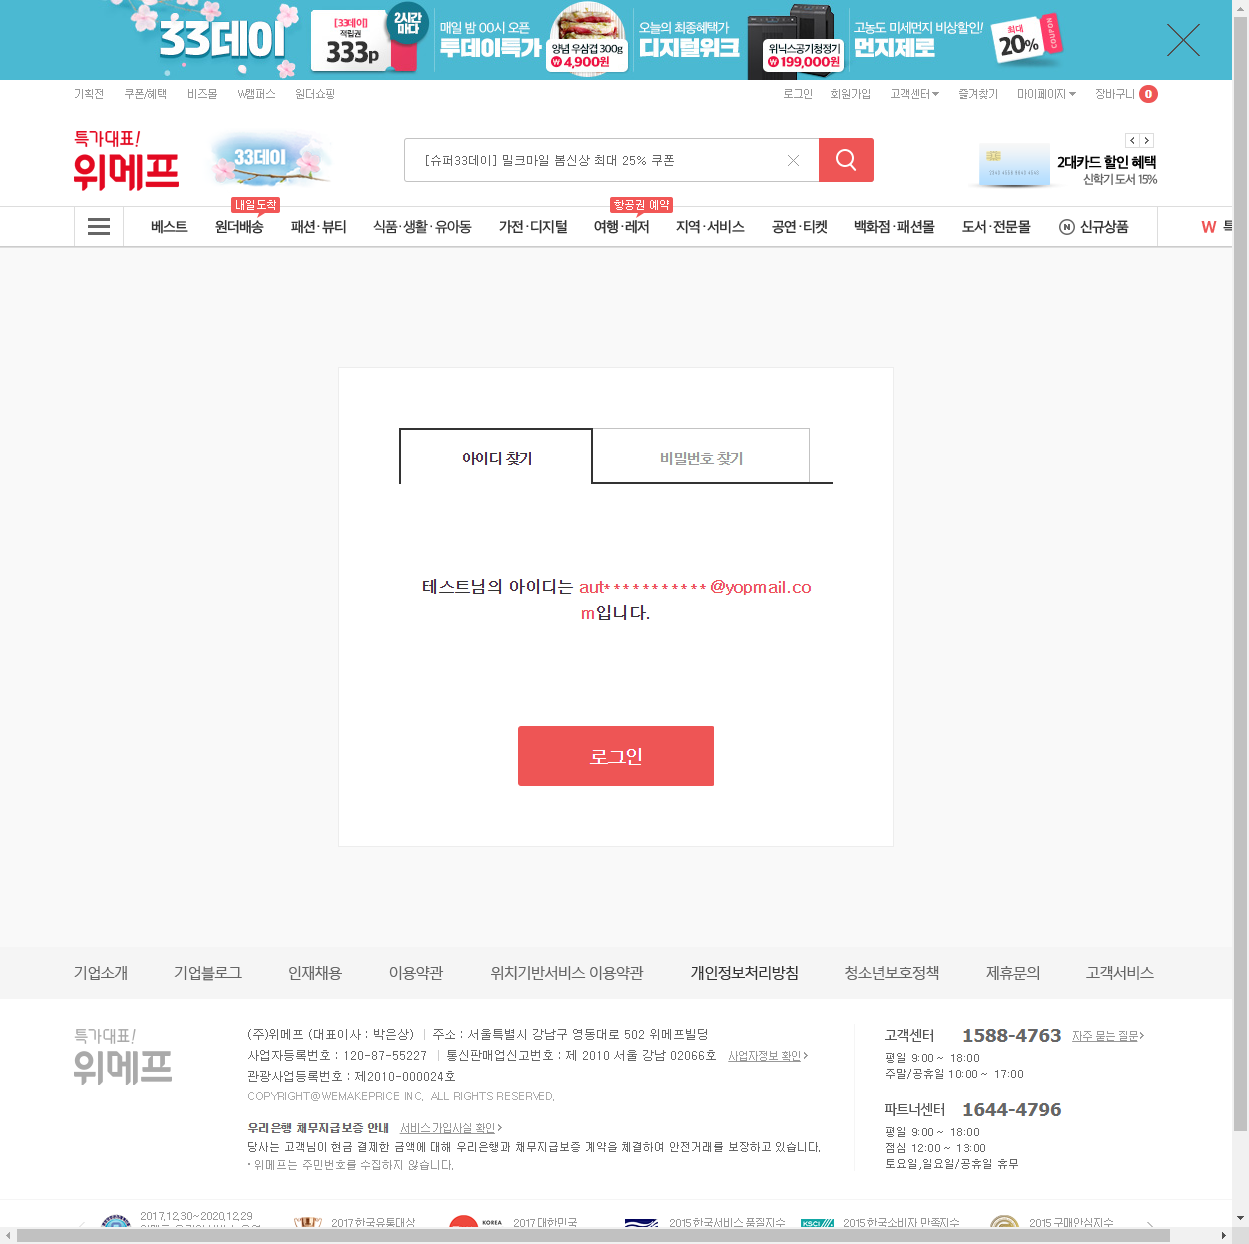 33데이
[33데이]
적립권
333p
2시간
마다
매일 밤 00시 오픈
투데이특가
양념 우삼겹 300g
₩4,900원
오늘의 최종혜택가
디지털위크
위닉스공기청정기
₩199,000원
고농도 미세먼지 비상할인!
먼지제로
최대
20%
COUPON
기획전 쿠폰/혜택 비즈몰 W캠퍼스 원더쇼핑
로그인 회원가입 고객센터 즐겨찾기 마이페이지 장바구니 0
특가대표!
위메프
33데이
[슈퍼33데이] 밀크마일 봄신상 최대 25% 쿠폰
2대카드 할인 혜택
신학기 도서 15%
내일도착
항공권 예약
베스트 원더배송 패션·뷰티 식품·생활·유아동 가전·디지털 여행·레저 지역·서비스 공연·티켓 백화점·패션몰 도서·전문몰 N 신규상품 W
아이디 찾기
비밀번호 찾기
테스트님의 아이디는 aut***********@yopmail.co
m입니다.
로그인
기업소개 기업블로그 인재채용 이용약관 위치기반서비스 이용약관 개인정보처리방침 청소년보호정책 제휴문의 고객서비스
특가대표!
위메프
(주)위메프 (대표이사 : 박은상) | 주소 : 서울특별시 강남구 영동대로 502 위메프빌딩
사업자등록번호 : 120-87-55227 | 통신판매업신고번호 : 제 2010 서울 강남 02066호 사업자정보 확인>
관광사업등록번호 : 제2010-000024호
COPYRIGHT@WEMAKEPRICE INC. ALL RIGHTS RESERVED.
우리은행 채무지급보증 안내 서비스 가입사실 확인>
당사는 고객님이 현금 결제한 금액에 대해 우리은행과 채무지급보증 계약을 체결하여 안전거래를 보장하고 있습니다.
· 위메프는 주민번호를 수집하지 않습니다.
고객센터 1588-4763 자주 묻는 질문>
평일 9:00 ~ 18:00
주말/공휴일 10:00 ~ 17:00
파트너센터 1644-4796
평일 9:00 ~ 18:00
점심 12:00 ~ 13:00
토요일,일요일/공휴일 휴무
2017.12.30~2020.12.29
2017 한국유통대상
KOREA
2017 대한민국
2015 한국서비스 품질지수
KSCI
2015 한국소비자 만족지수
2015 구매안심지수